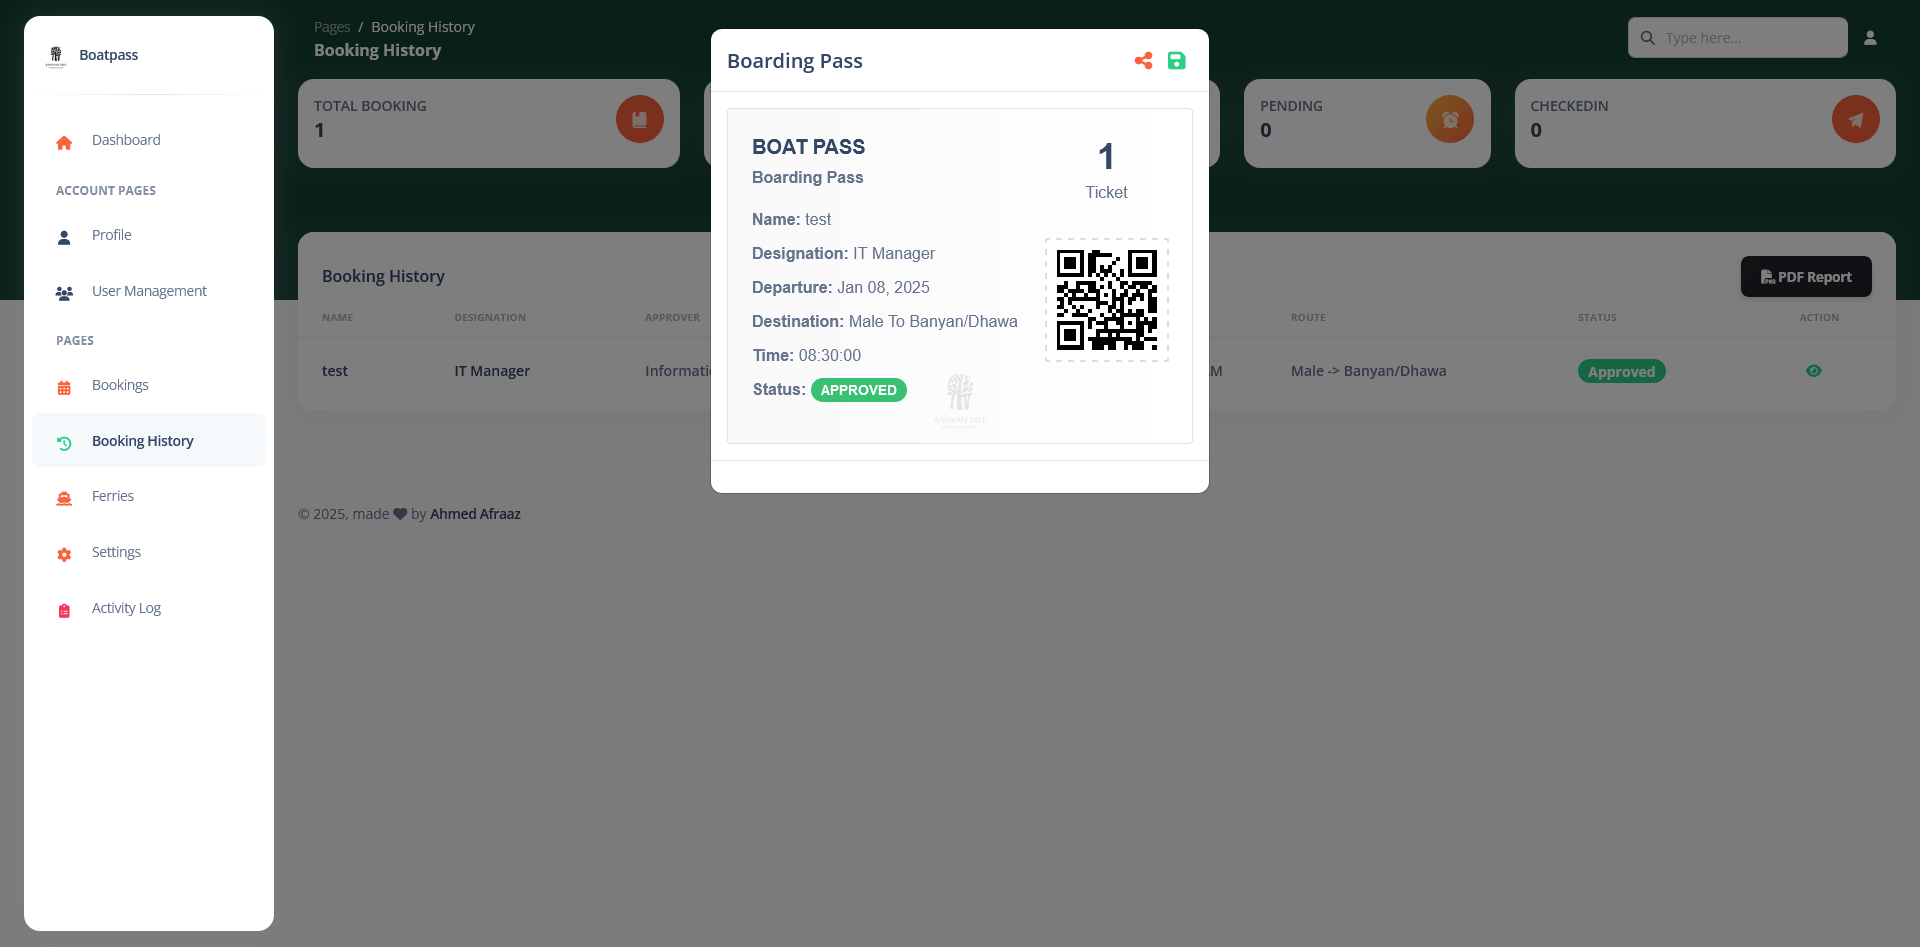 Boatpass
Dashboard
ACCOUNT PAGES
Profile
User Management
PAGES
Bookings
Booking History
Ferries
Settings
Activity Log
Pages / Booking History
Booking History
Type here...
TOTAL BOOKING
1
PENDING
0
CHECKEDIN
0
Booking History
PDF Report
NAME DESIGNATION APPROVER ROUTE STATUS ACTION
test IT Manager Male -> Banyan/Dhawa Approved
© 2025, made by Ahmed Afraaz
Boarding Pass
BOAT PASS
Boarding Pass
1
Ticket
Name: test
Designation: IT Manager
Departure: Jan 08, 2025
Destination: Male To Banyan/Dhawa
Time: 08:30:00
Status: APPROVED
BANYAN TREE